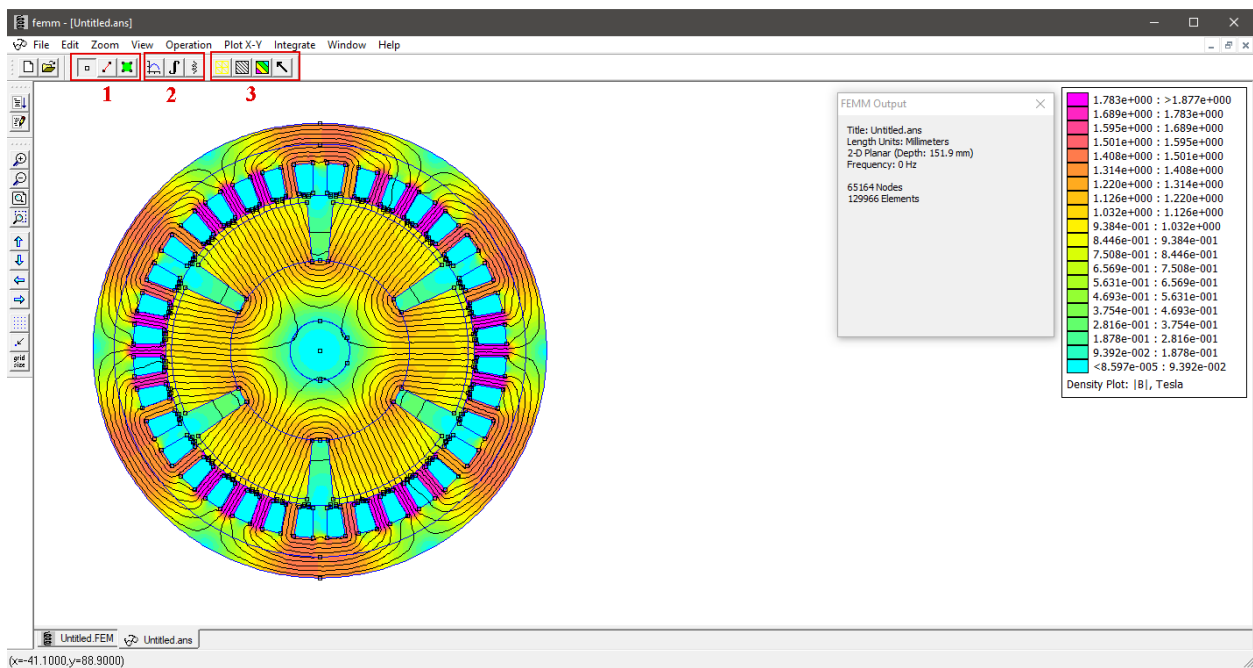 femm - [Untitled.ans]
File Edit Zoom View Operation Plot X-Y Integrate Window Help
1 2 3
FEMM Output
Title: Untitled.ans
Length Units: Millimeters
2-D Planar (Depth: 151.9 mm)
Frequency: 0 Hz
65164 Nodes
129966 Elements
1.783e+000 : >1.877e+000
1.689e+000 : 1.783e+000
1.595e+000 : 1.689e+000
1.501e+000 : 1.595e+000
1.408e+000 : 1.501e+000
1.314e+000 : 1.408e+000
1.220e+000 : 1.314e+000
1.126e+000 : 1.220e+000
1.032e+000 : 1.126e+000
9.384e-001 : 1.032e+000
8.446e-001 : 9.384e-001
7.508e-001 : 8.446e-001
6.569e-001 : 7.508e-001
5.631e-001 : 6.569e-001
4.693e-001 : 5.631e-001
3.754e-001 : 4.693e-001
2.816e-001 : 3.754e-001
1.878e-001 : 2.816e-001
9.392e-002 : 1.878e-001
<8.597e-005 : 9.392e-002
Density Plot: |B|, Tesla
grid
size
Untitled.FEM Untitled.ans
(x=-41.1000,y=88.9000)